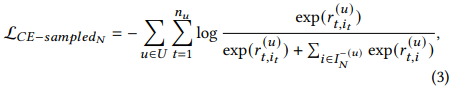 $$\mathcal{L}_{CE-sampled_N} = - \sum_{u \in U} \sum_{t=1}^{n_u} \log \frac{\exp(r_{t,i_t}^{(u)})}{\exp(r_{t,i_t}^{(u)}) + \sum_{i \in I_N^{-(u)}} \exp(r_{t,i}^{(u)})},$$
(3)